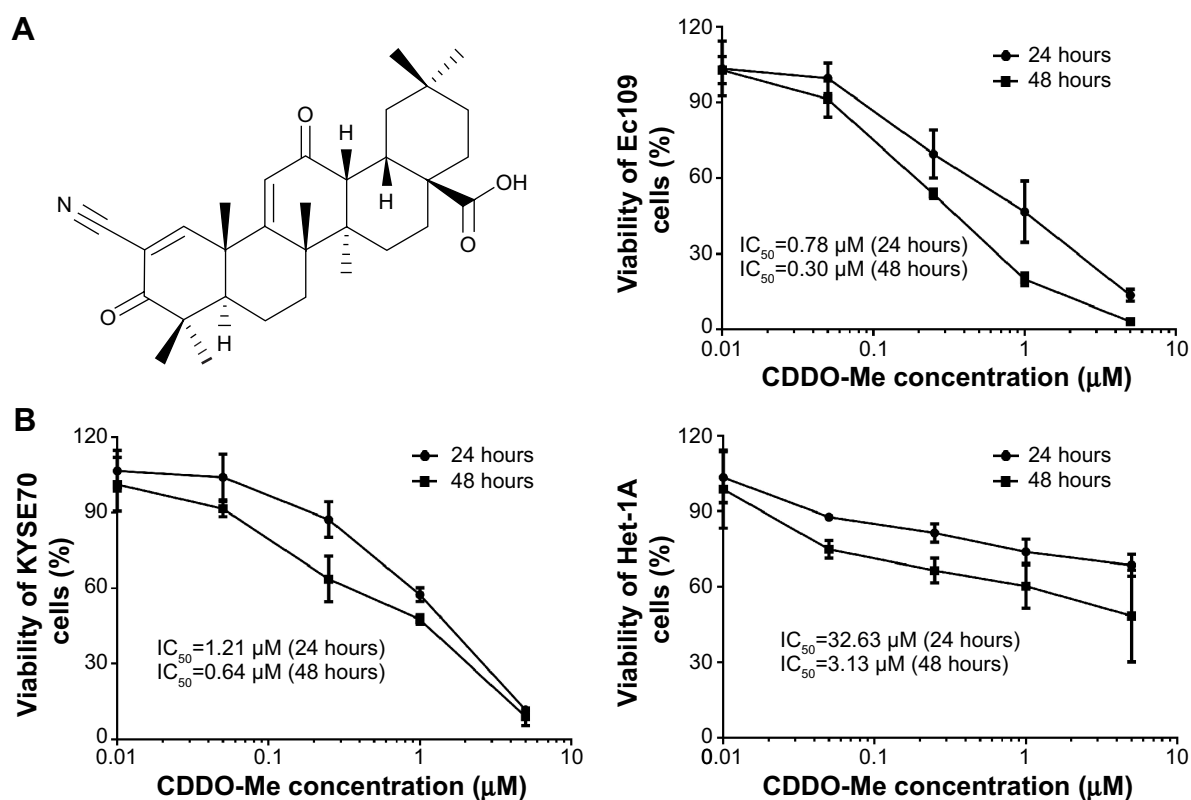 A
O
H
H
OH
O
N
O
H
120
90
60
30
0
Viability of Ec109
cells (%)
24 hours
48 hours
IC50=0.78 µM (24 hours)
IC50=0.30 µM (48 hours)
0.01 0.1 1 10
CDDO-Me concentration (µM)
B
120
90
60
30
0
Viability of KYSE70
cells (%)
24 hours
48 hours
IC50=1.21 µM (24 hours)
IC50=0.64 µM (48 hours)
0.01 0.1 1 10
CDDO-Me concentration (µM)
120
90
60
30
0
Viability of Het-1A
cells (%)
24 hours
48 hours
IC50=32.63 µM (24 hours)
IC50=3.13 µM (48 hours)
0.01 0.1 1 10
CDDO-Me concentration (µM)